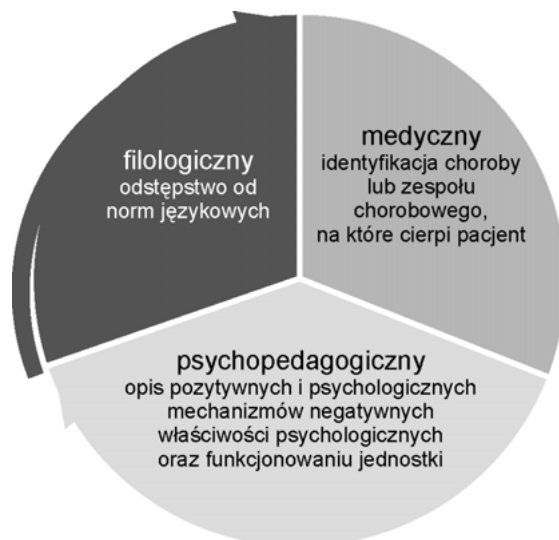 filologiczny
odstępstwo od
norm językowych
medyczny
identyfikacja choroby
lub zespołu
chorobowego,
na które cierpi pacjent
psychopedagogiczny
opis pozytywnych i psychologicznych
mechanizmów negatywnych
właściwości psychologicznych
oraz funkcjonowaniu jednostki